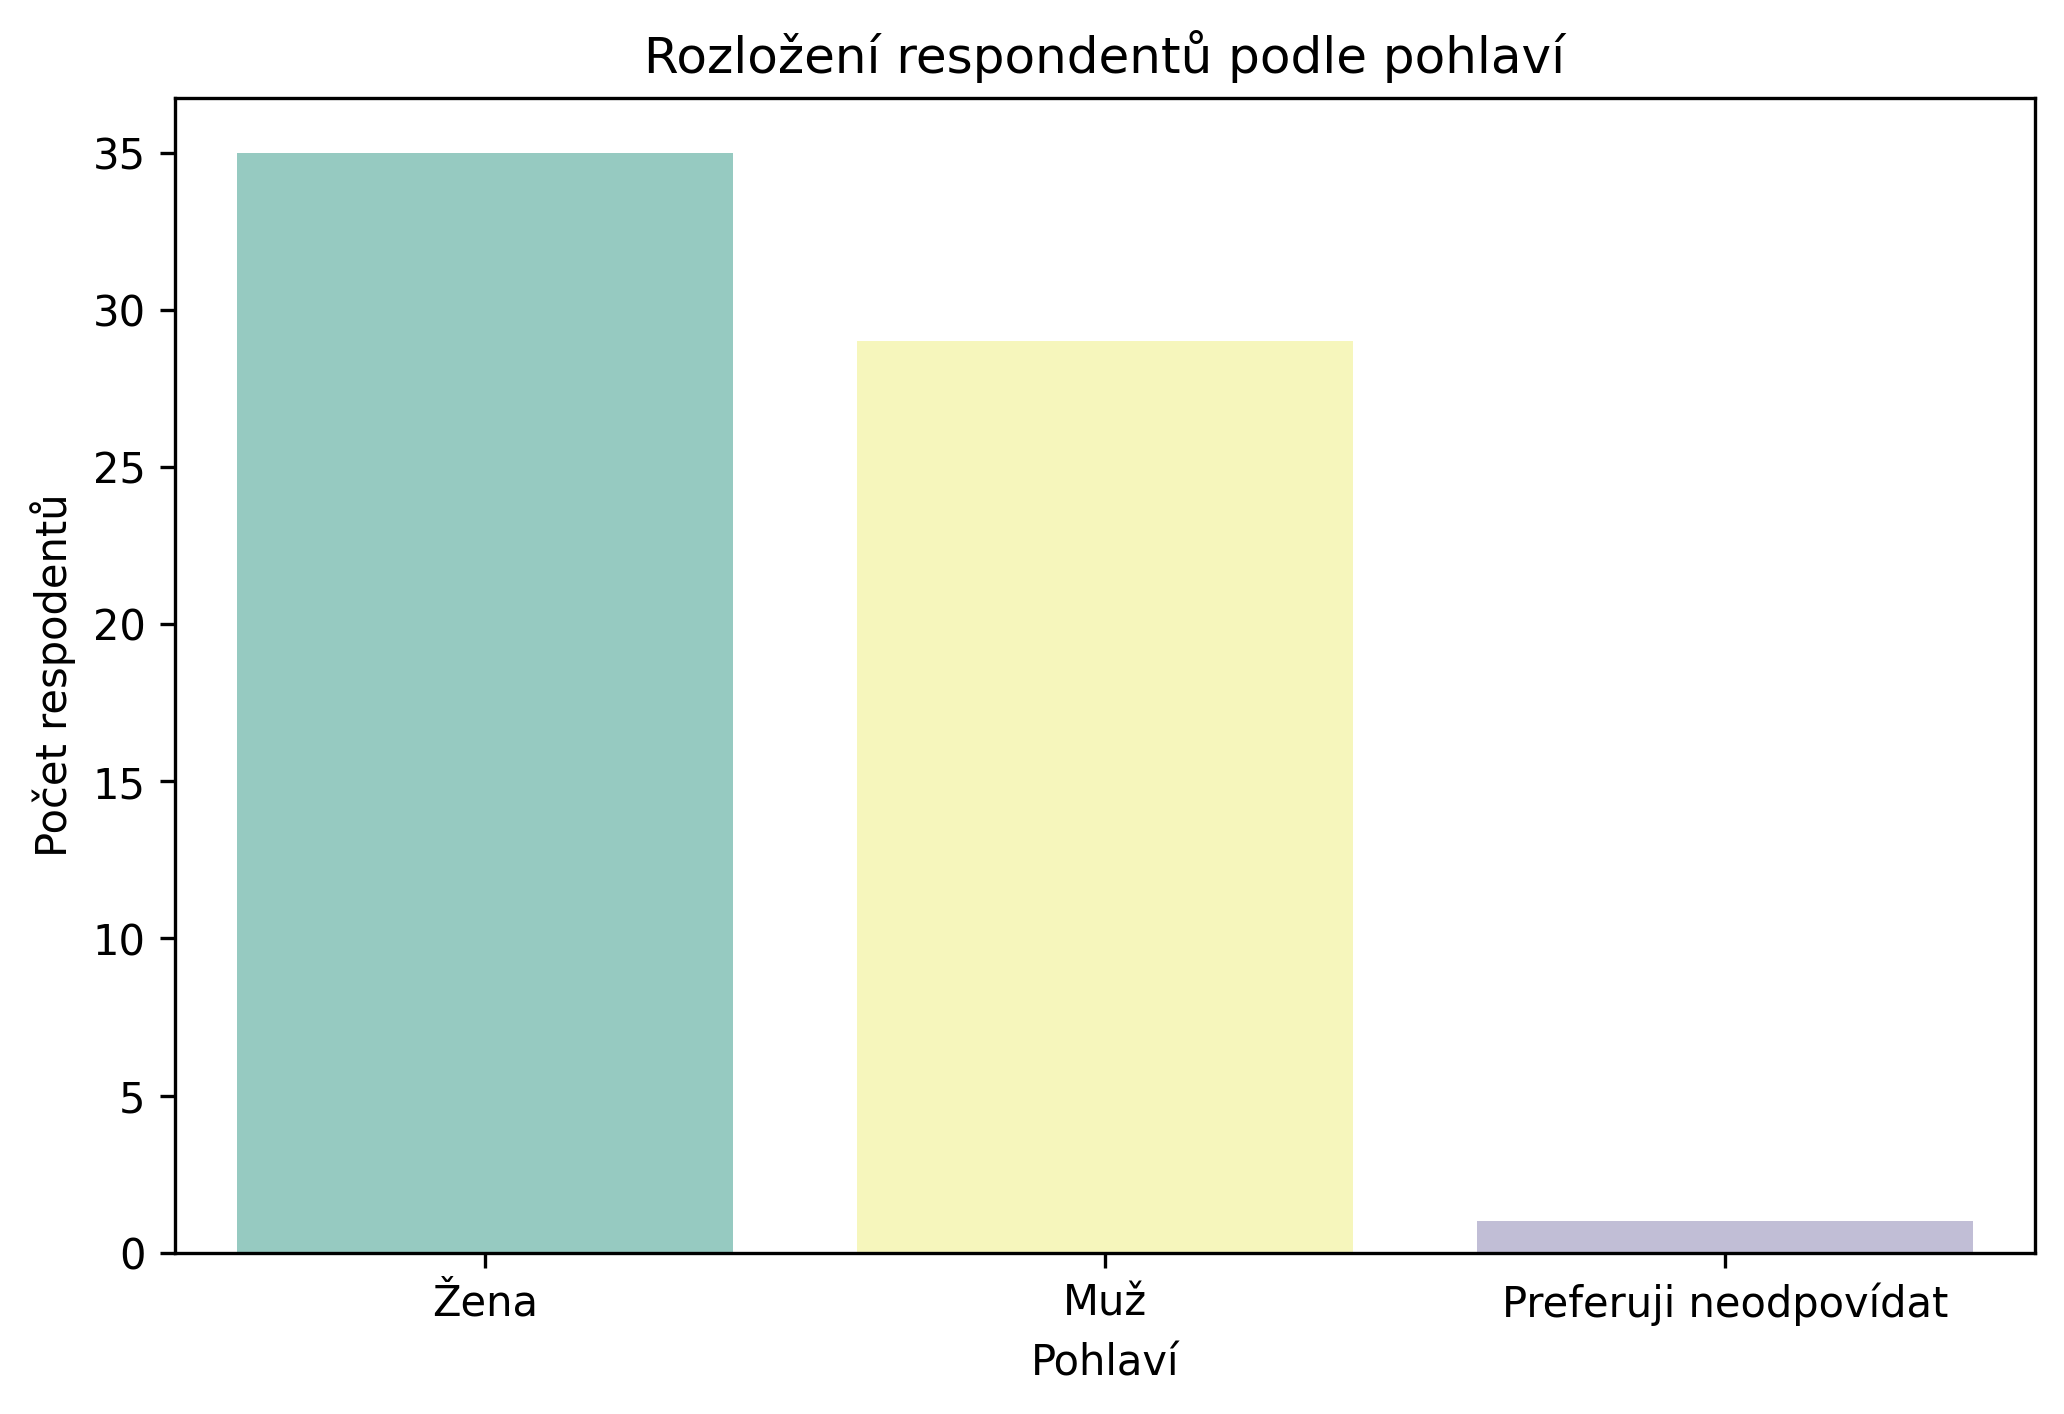 Rozložení respondentů podle pohlaví
Počet respodentů
35
30
25
20
15
10
5
0
Žena
Muž
Preferuji neodpovídat
Pohlaví